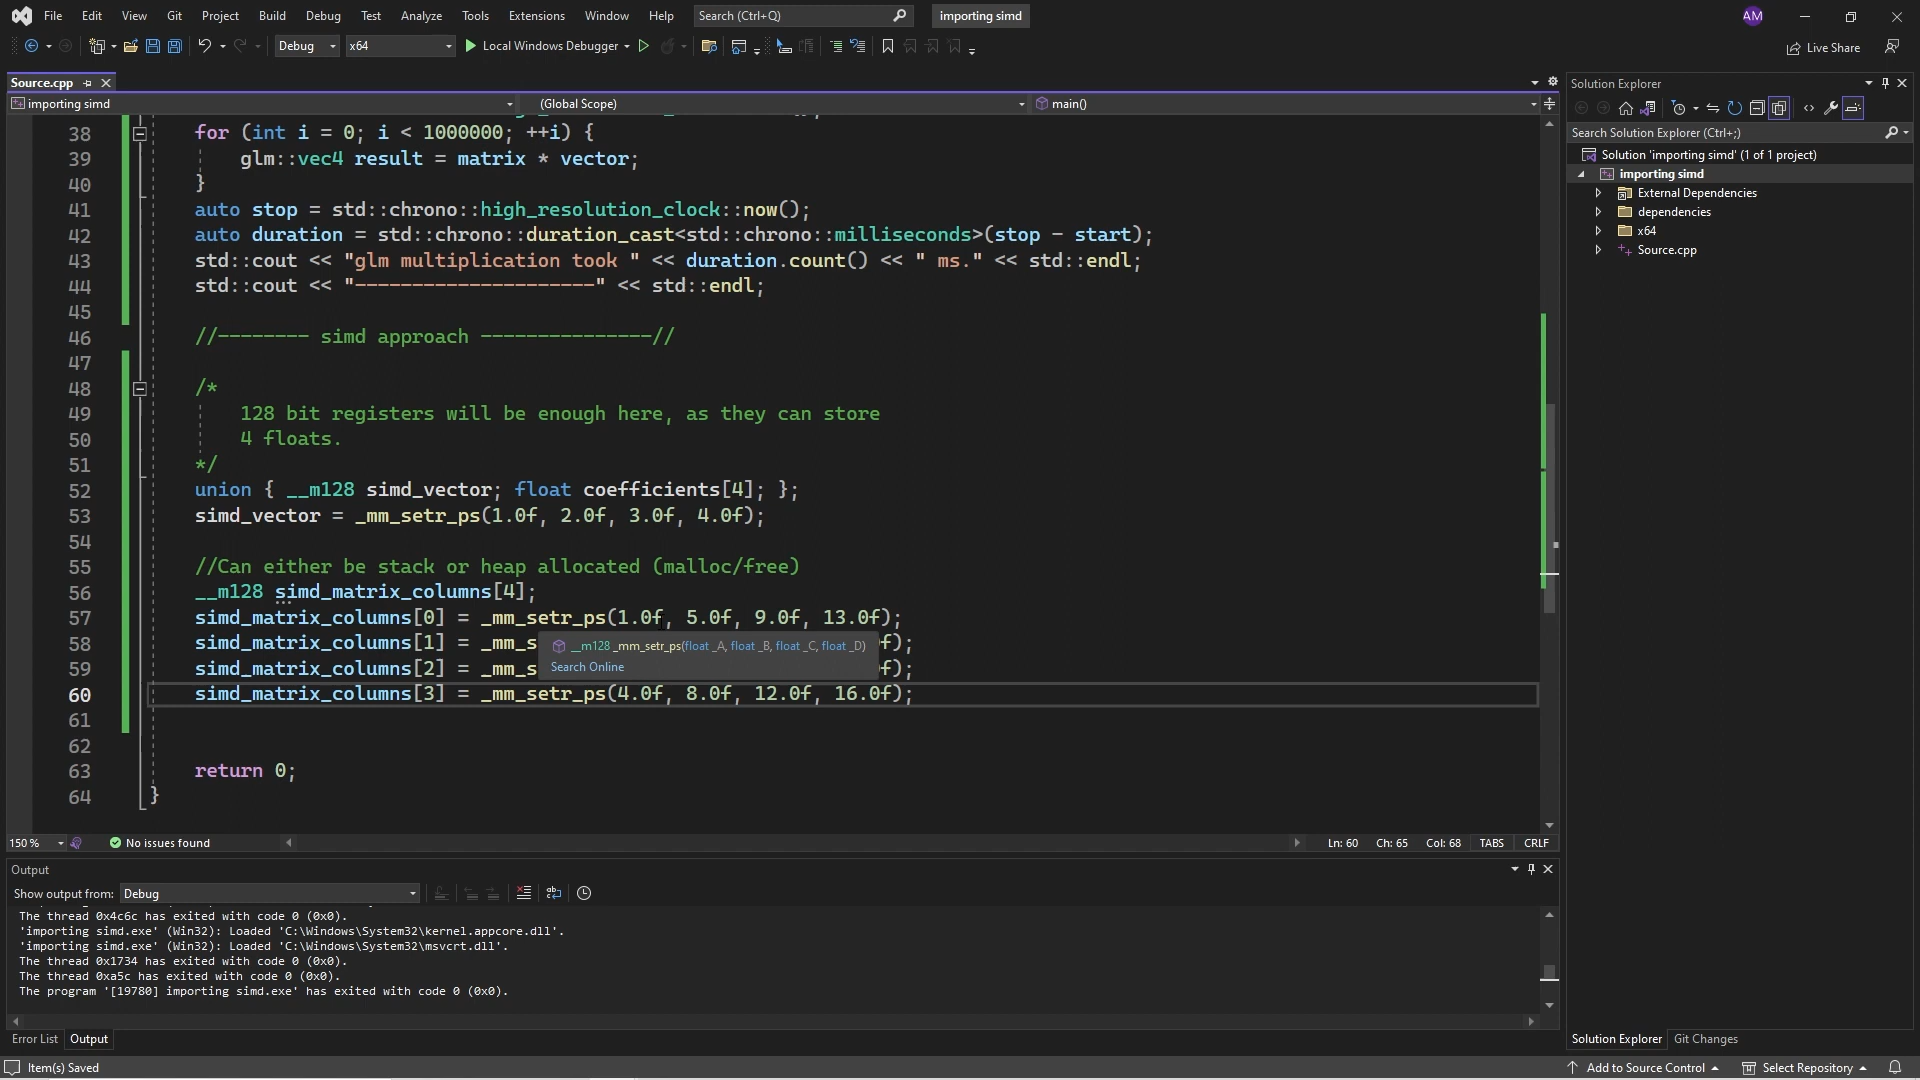 File Edit View Git Project Build Debug Test Analyze Tools Extensions Window Help Search (Ctrl+Q) importing simd AM
Debug x64 Local Windows Debugger Live Share
Source.cpp
importing simd (Global Scope) main()
38 for (int i = 0; i < 1000000; ++i) {
39 glm::vec4 result = matrix * vector;
40 }
41 auto stop = std::chrono::high_resolution_clock::now();
42 auto duration = std::chrono::duration_cast<std::chrono::milliseconds>(stop - start);
43 std::cout << "glm multiplication took " << duration.count() << " ms." << std::endl;
44 std::cout << "---------------------" << std::endl;
45
46 //-------- simd approach ---------------//
47
48 /*
49 128 bit registers will be enough here, as they can store
50 4 floats.
51 */
52 union { __m128 simd_vector; float coefficients[4]; };
53 simd_vector = _mm_setr_ps(1.0f, 2.0f, 3.0f, 4.0f);
54
55 //Can either be stack or heap allocated (malloc/free)
56 __m128 simd_matrix_columns[4];
57 simd_matrix_columns[0] = _mm_setr_ps(1.0f, 5.0f, 9.0f, 13.0f);
58 simd_matrix_columns[1] = _mm_s f);
__m128 _mm_setr_ps(float _A, float _B, float _C, float _D)
Search Online
59 simd_matrix_columns[2] = _mm_s f);
60 simd_matrix_columns[3] = _mm_setr_ps(4.0f, 8.0f, 12.0f, 16.0f);
61
62
63 return 0;
64 }
150 % No issues found Ln: 60 Ch: 65 Col: 68 TABS CRLF
Output
Show output from: Debug
The thread 0x4c6c has exited with code 0 (0x0).
'importing simd.exe' (Win32): Loaded 'C:\Windows\System32\kernel.appcore.dll'.
'importing simd.exe' (Win32): Loaded 'C:\Windows\System32\msvcrt.dll'.
The thread 0x1734 has exited with code 0 (0x0).
The thread 0xa5c has exited with code 0 (0x0).
The program '[19780] importing simd.exe' has exited with code 0 (0x0).
Error List Output
Solution Explorer
Search Solution Explorer (Ctrl+;)
Solution 'importing simd' (1 of 1 project)
importing simd
External Dependencies
dependencies
x64
Source.cpp
Solution Explorer Git Changes
Item(s) Saved Add to Source Control Select Repository